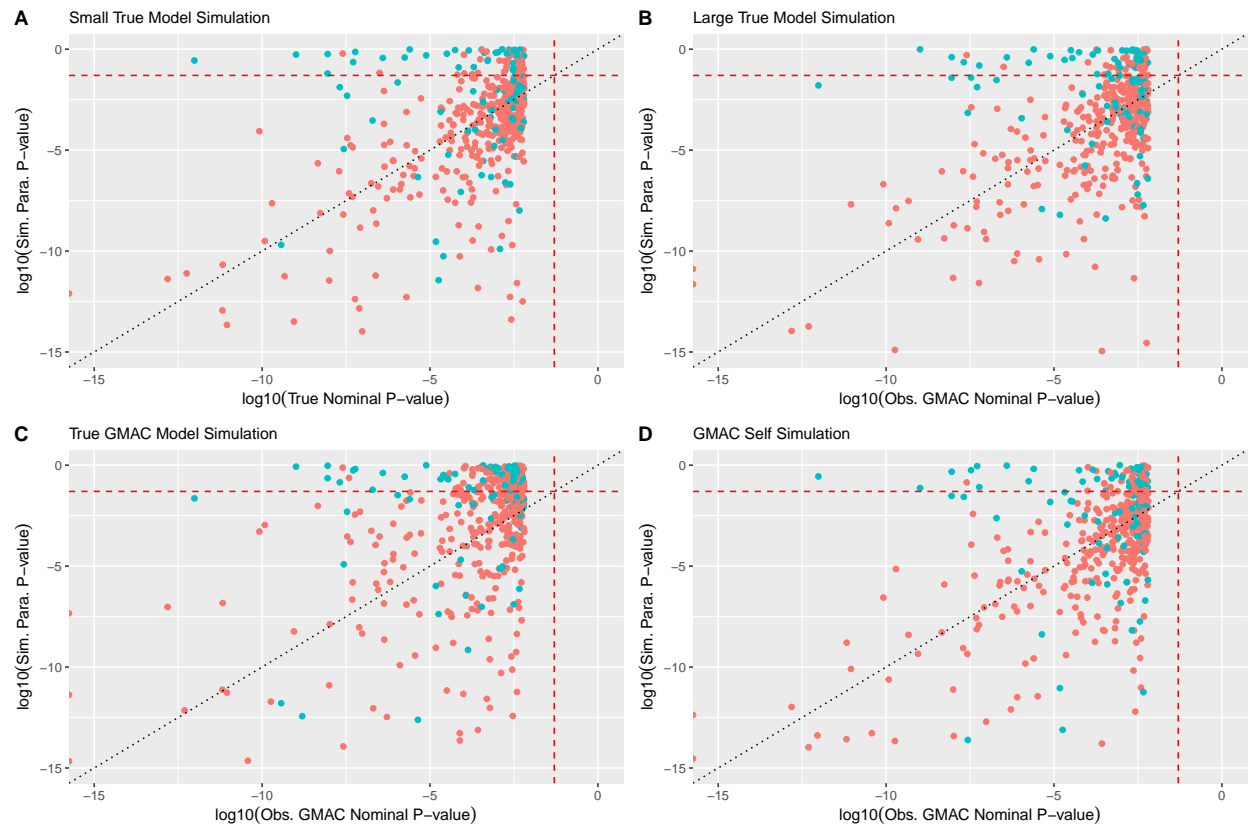 A Small True Model Simulation
0
−5
−10
−15
−15 −10 −5 0
log10(Sim. Para. P−value)
log10(True Nominal P−value)
B Large True Model Simulation
0
−5
−10
−15
−15 −10 −5 0
log10(Sim. Para. P−value)
log10(Obs. GMAC Nominal P−value)
C True GMAC Model Simulation
0
−5
−10
−15
−15 −10 −5 0
log10(Sim. Para. P−value)
log10(Obs. GMAC Nominal P−value)
D GMAC Self Simulation
0
−5
−10
−15
−15 −10 −5 0
log10(Sim. Para. P−value)
log10(Obs. GMAC Nominal P−value)